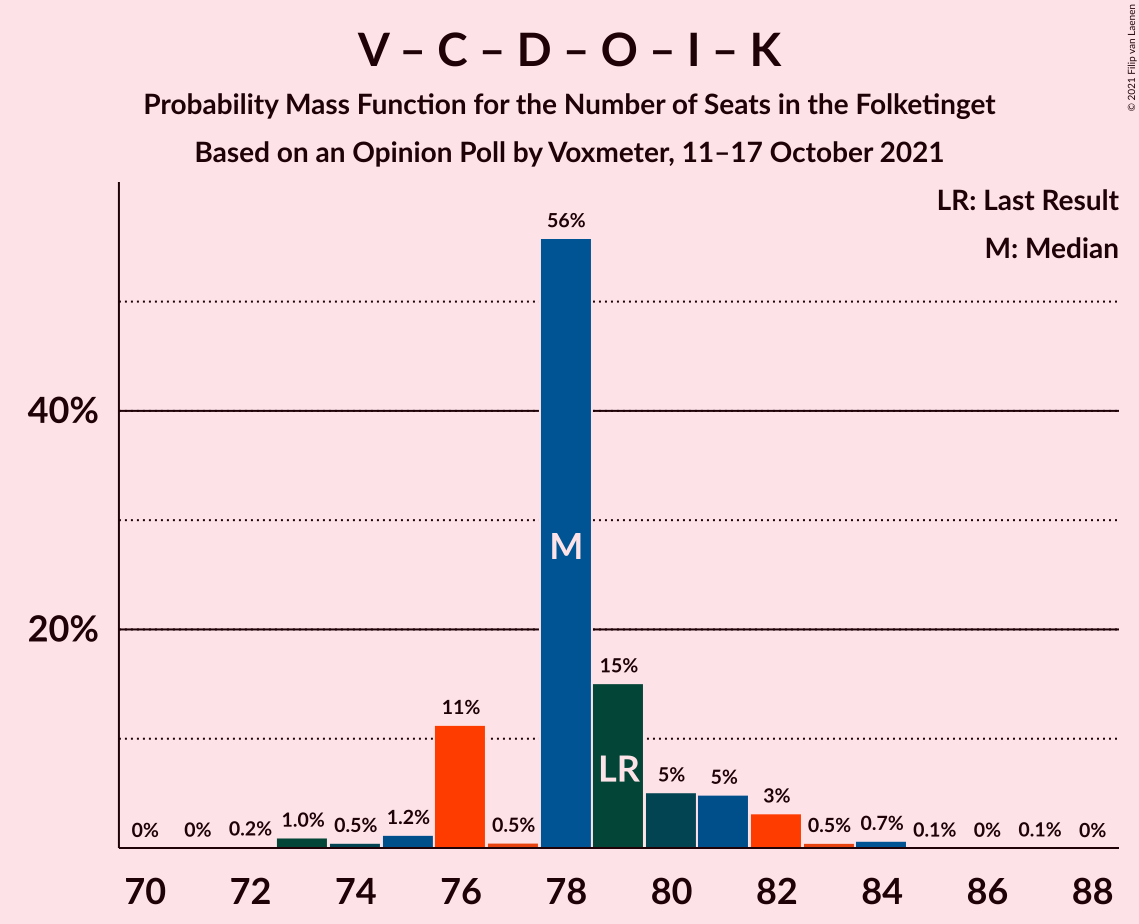 V – C – D – O – I – K
Probability Mass Function for the Number of Seats in the Folketinget
Based on an Opinion Poll by Voxmeter, 11–17 October 2021
© 2021 Filip van Laenen
LR: Last Result
M: Median
40%
20%
0%
0%
0.2%
1.0%
0.5%
1.2%
11%
0.5%
56%
M
15%
LR
5%
5%
3%
0.5%
0.7%
0.1%
0%
0.1%
0%
70 72 74 76 78 80 82 84 86 88